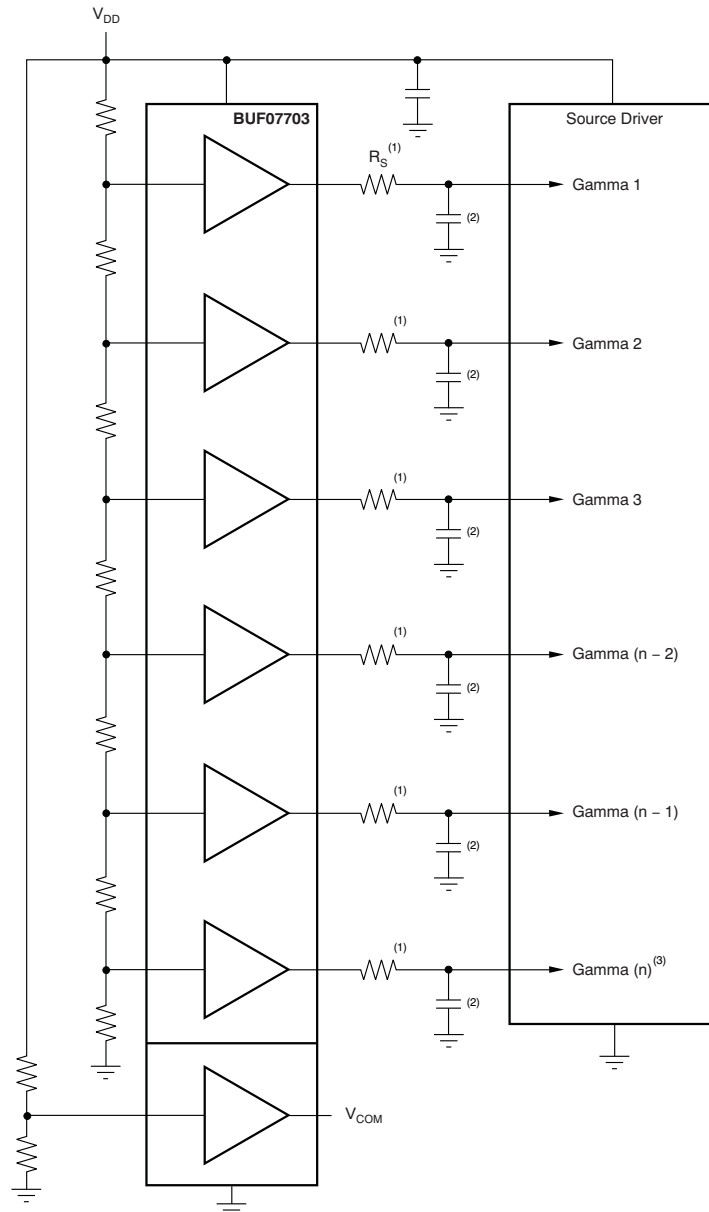 VDD
BUF07703
Source Driver
RS(1)
(2)
Gamma 1
(1)
(2)
Gamma 2
(1)
(2)
Gamma 3
(1)
(2)
Gamma (n − 2)
(1)
(2)
Gamma (n − 1)
(1)
(2)
Gamma (n)(3)
VCOM